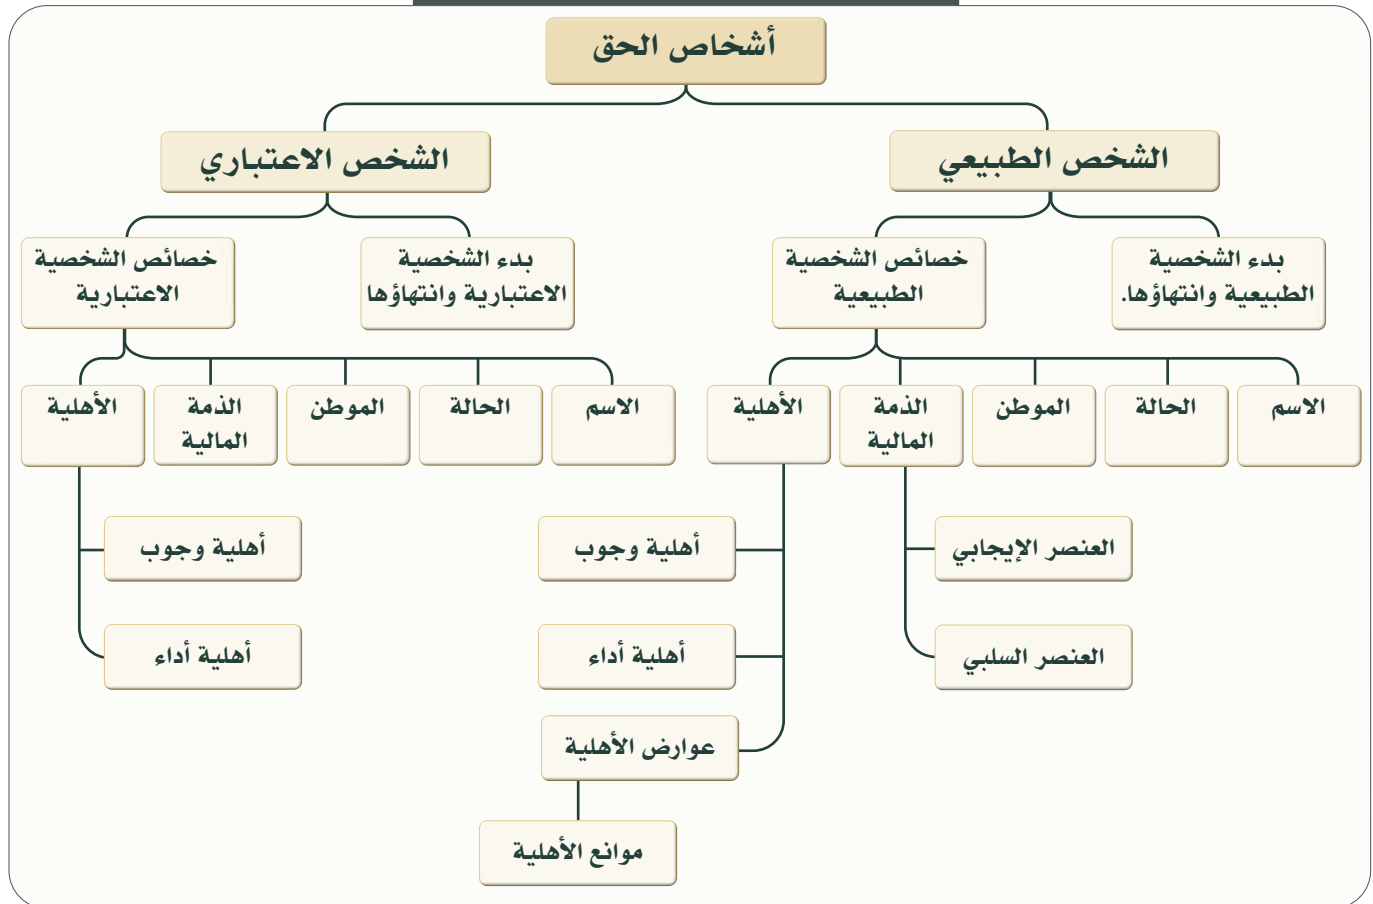 أشخاص الحق
الشخص الطبيعي
الشخص الاعتباري
بدء الشخصية
الطبيعية وانتهاؤها.
خصائص الشخصية
الطبيعية
بدء الشخصية
الاعتبارية وانتهاؤها
خصائص الشخصية
الاعتبارية
الاسم
الحالة
الموطن
الذمة
المالية
الأهلية
الاسم
الحالة
الموطن
الذمة
المالية
الأهلية
العنصر الإيجابي
أهلية وجوب
أهلية وجوب
العنصر السلبي
أهلية أداء
أهلية أداء
عوارض الأهلية
موانع الأهلية